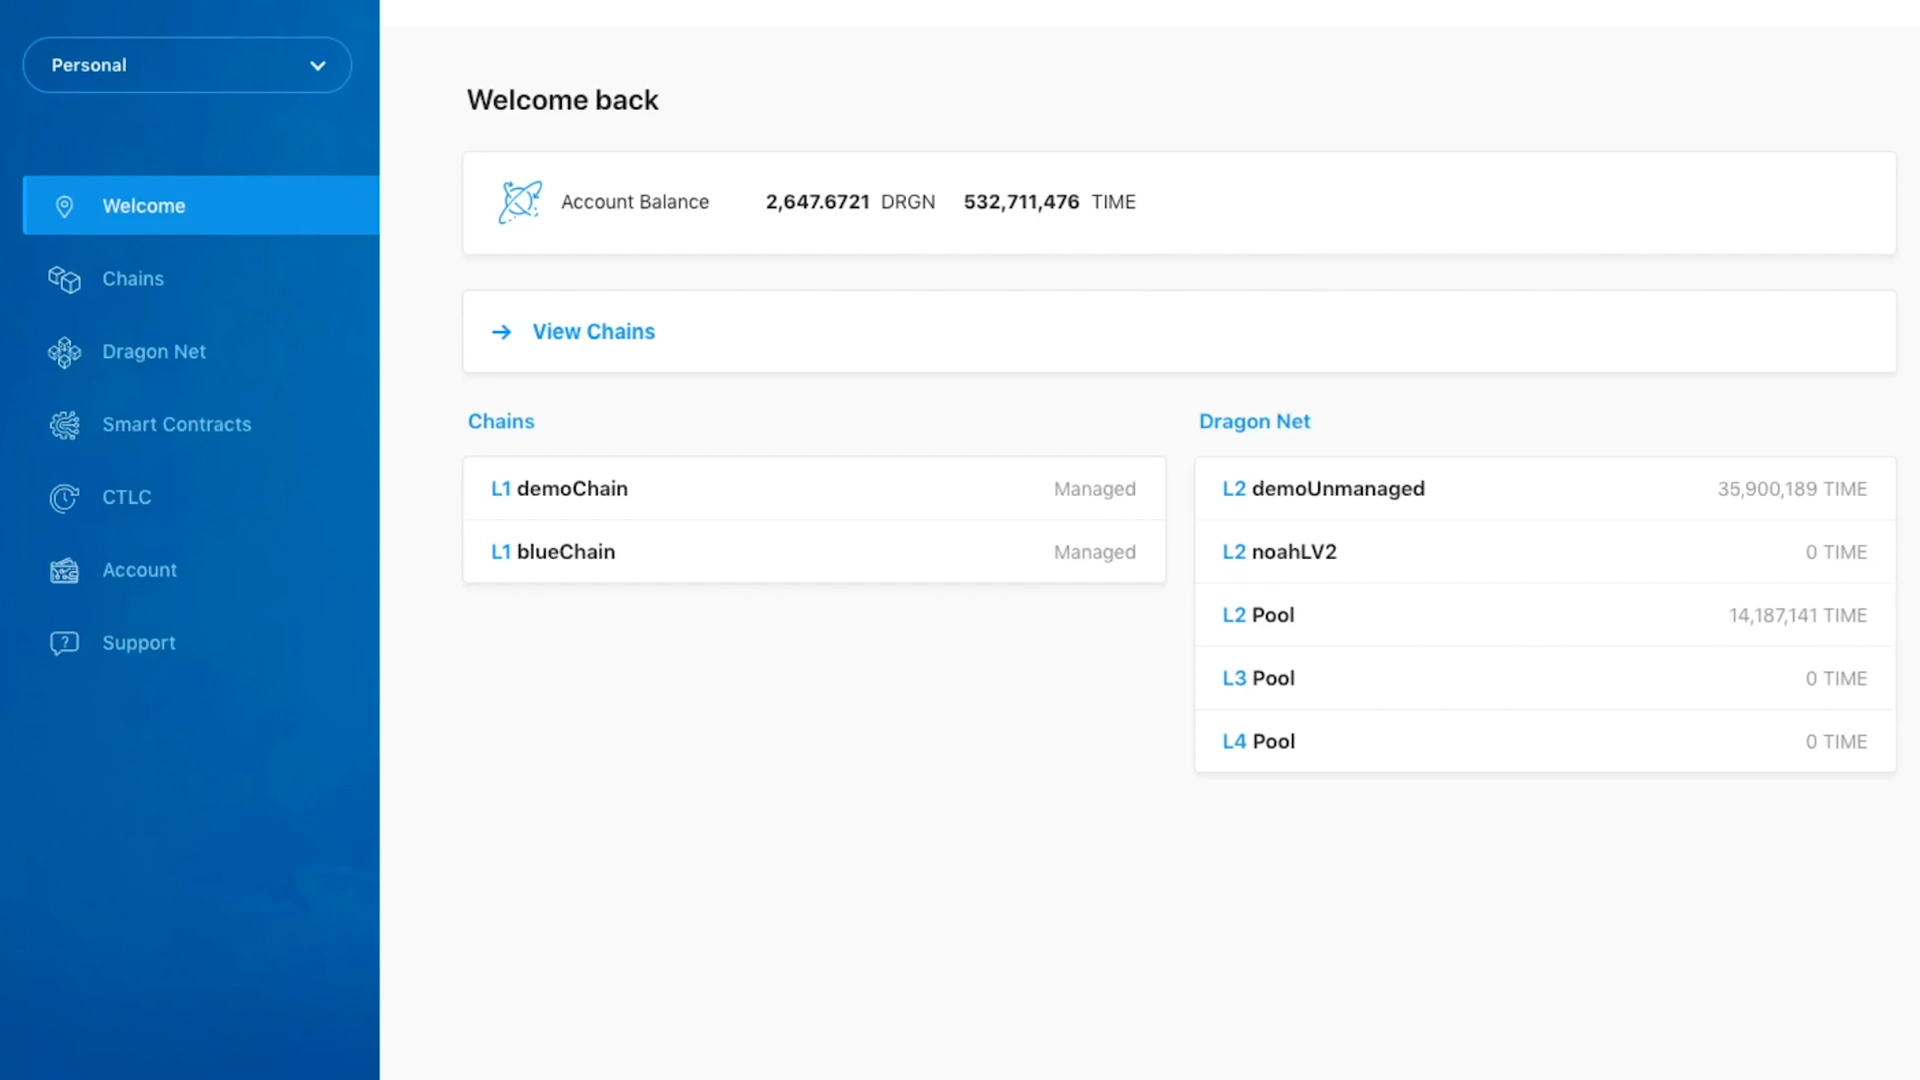 Personal
Welcome
Chains
Dragon Net
Smart Contracts
CTLC
Account
Support
Welcome back
Account Balance 2,647.6721 DRGN 532,711,476 TIME
View Chains
Chains
L1 demoChain Managed
L1 blueChain Managed
Dragon Net
L2 demoUnmanaged 35,900,189 TIME
L2 noahLV2 0 TIME
L2 Pool 14,187,141 TIME
L3 Pool 0 TIME
L4 Pool 0 TIME